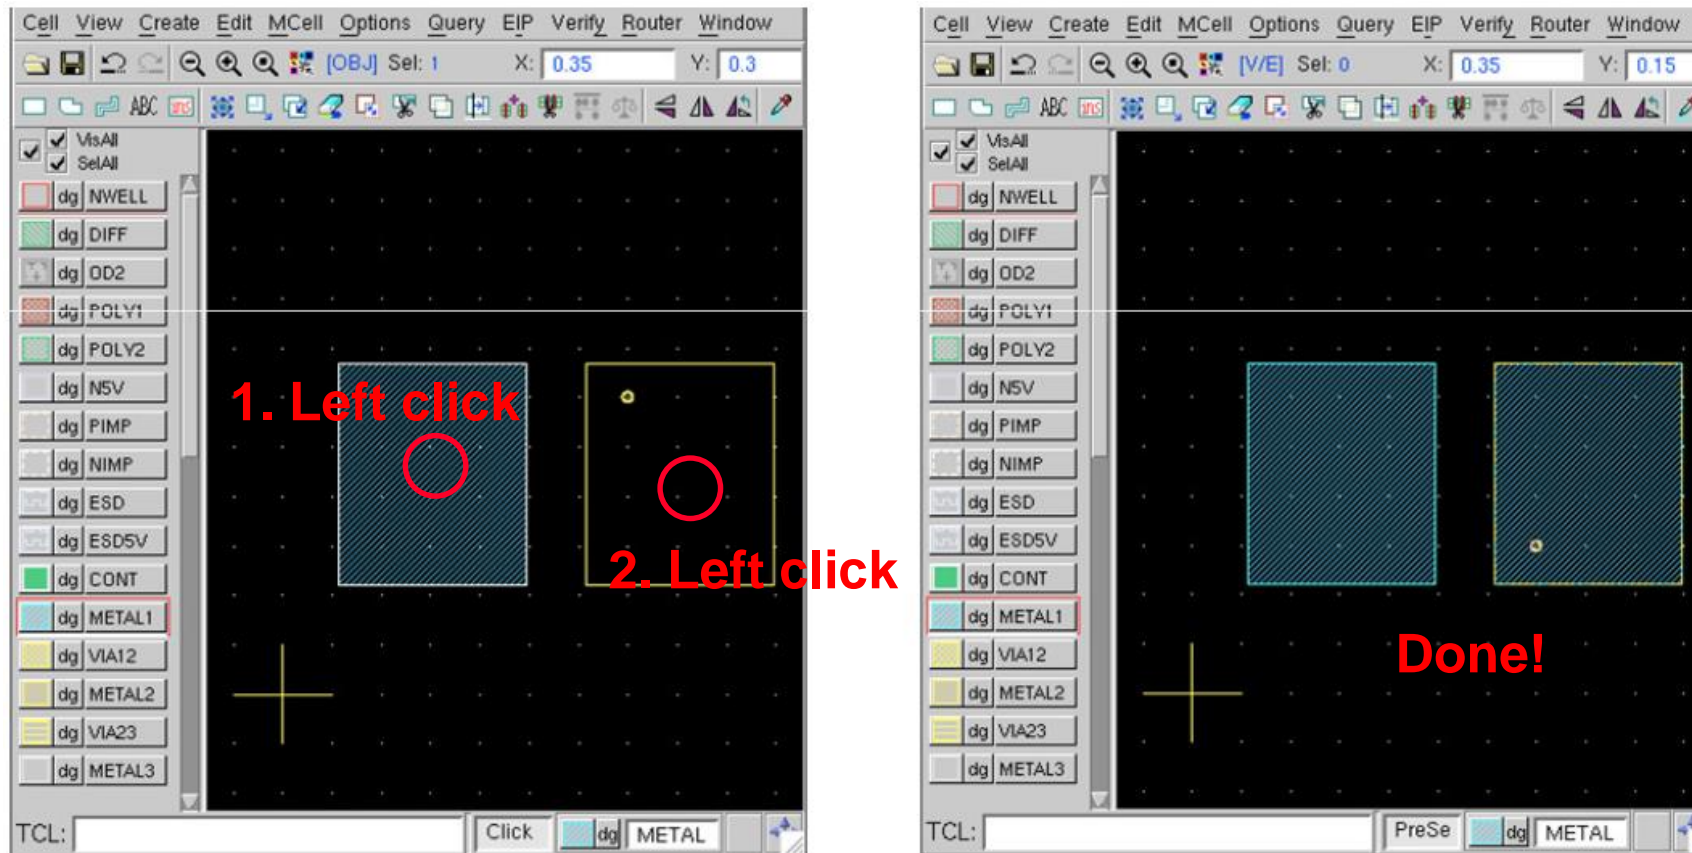 Cell View Create Edit MCell Options Query EIP Verify Router Window
[OBJ] Sel: 1 X: 0.35 Y: 0.3
ABC
VisAll
SelAll
dg NWELL
dg DIFF
dg OD2
dg POLY1
dg POLY2
dg N5V
dg PIMP
dg NIMP
dg ESD
dg ESD5V
dg CONT
dg METAL1
dg VIA12
dg METAL2
dg VIA23
dg METAL3
1. Left click
2. Left click
TCL: Click dg METAL
Cell View Create Edit MCell Options Query EIP Verify Router Window
[V/E] Sel: 0 X: 0.35 Y: 0.15
ABC
VisAll
SelAll
dg NWELL
dg DIFF
dg OD2
dg POLY1
dg POLY2
dg N5V
dg PIMP
dg NIMP
dg ESD
dg ESD5V
dg CONT
dg METAL1
dg VIA12
dg METAL2
dg VIA23
dg METAL3
Done!
TCL: PreSe dg METAL